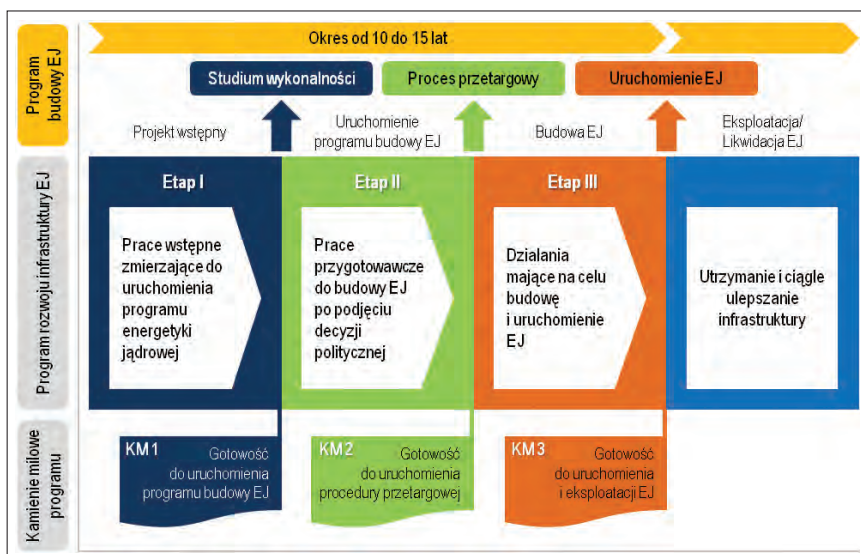 Program
budowy EJ
Okres od 10 do 15 lat
Studium wykonalności
Proces przetargowy
Uruchomienie EJ
Projekt wstępny
Uruchomienie
programu budowy EJ
Budowa EJ
Eksploatacja/
Likwidacja EJ
Program rozwoju infrastruktury EJ
Etap I
Prace wstępne
zmierzające do
uruchomienia
programu
energetyki
jądrowej
Etap II
Prace
przygotowawcze
do budowy EJ
po podjęciu
decyzji
politycznej
Etap III
Działania
mające na celu
budowę
i uruchomienie
EJ
Utrzymanie i ciągłe
ulepszanie
infrastruktury
Kamienie milowe
programu
KM1
Gotowość
do uruchomienia
programu budowy EJ
KM2
Gotowość
do uruchomienia
procedury przetargowej
KM3
Gotowość
do uruchomienia
i eksploatacji EJ